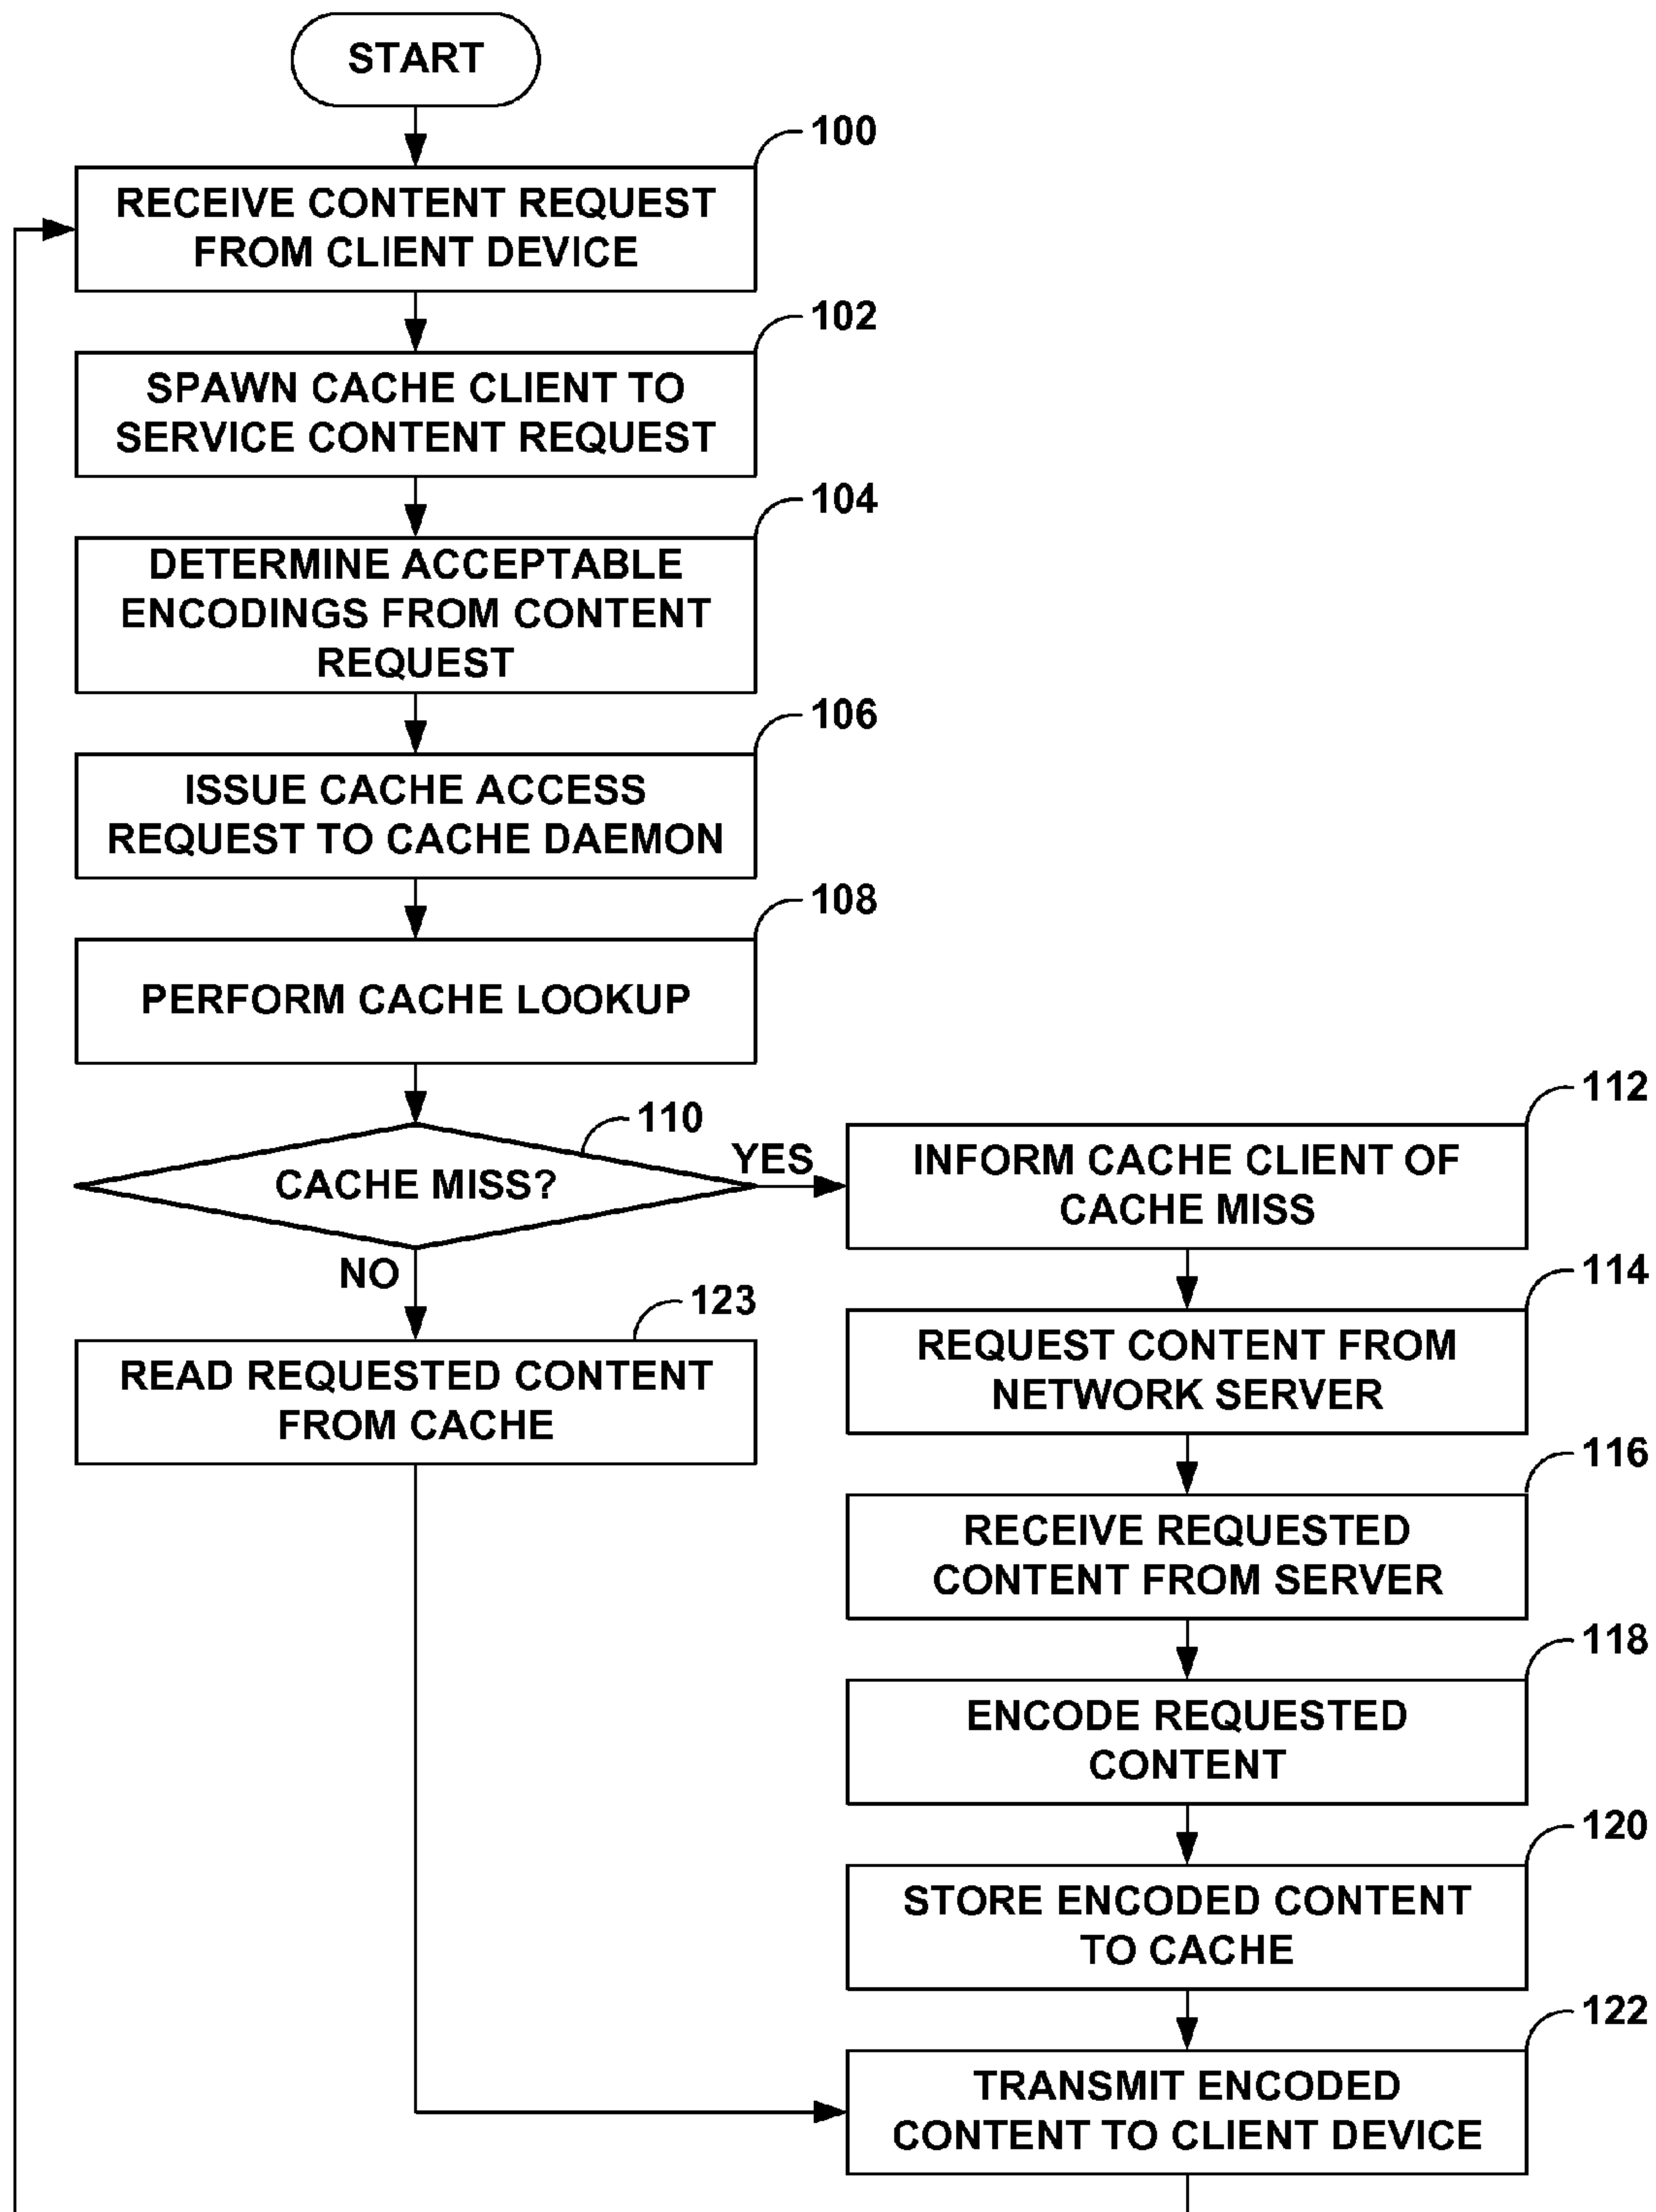 START
100
RECEIVE CONTENT REQUEST
FROM CLIENT DEVICE
102
SPAWN CACHE CLIENT TO
SERVICE CONTENT REQUEST
104
DETERMINE ACCEPTABLE
ENCODINGS FROM CONTENT
REQUEST
106
ISSUE CACHE ACCESS
REQUEST TO CACHE DAEMON
108
PERFORM CACHE LOOKUP
110
CACHE MISS?
YES
NO
123
READ REQUESTED CONTENT
FROM CACHE
112
INFORM CACHE CLIENT OF
CACHE MISS
114
REQUEST CONTENT FROM
NETWORK SERVER
116
RECEIVE REQUESTED
CONTENT FROM SERVER
118
ENCODE REQUESTED
CONTENT
120
STORE ENCODED CONTENT
TO CACHE
122
TRANSMIT ENCODED
CONTENT TO CLIENT DEVICE